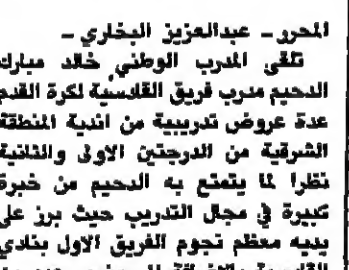 المحرر ـ عبدالعزيز البخاري ـ
تلقى المدرب الوطني خالد مبارك
الدحيم مدرب فريق القادسية لكرة القدم
عدة عروض تدريبية من اندية المنطقة
الشرقية من الدرجتين الاولى والثانية
نظرا لما يتمتع به الدحيم من خبرة
كبيرة في مجال التدريب حيث برز على
يديه معظم نجوم الفريق الاول بنادي